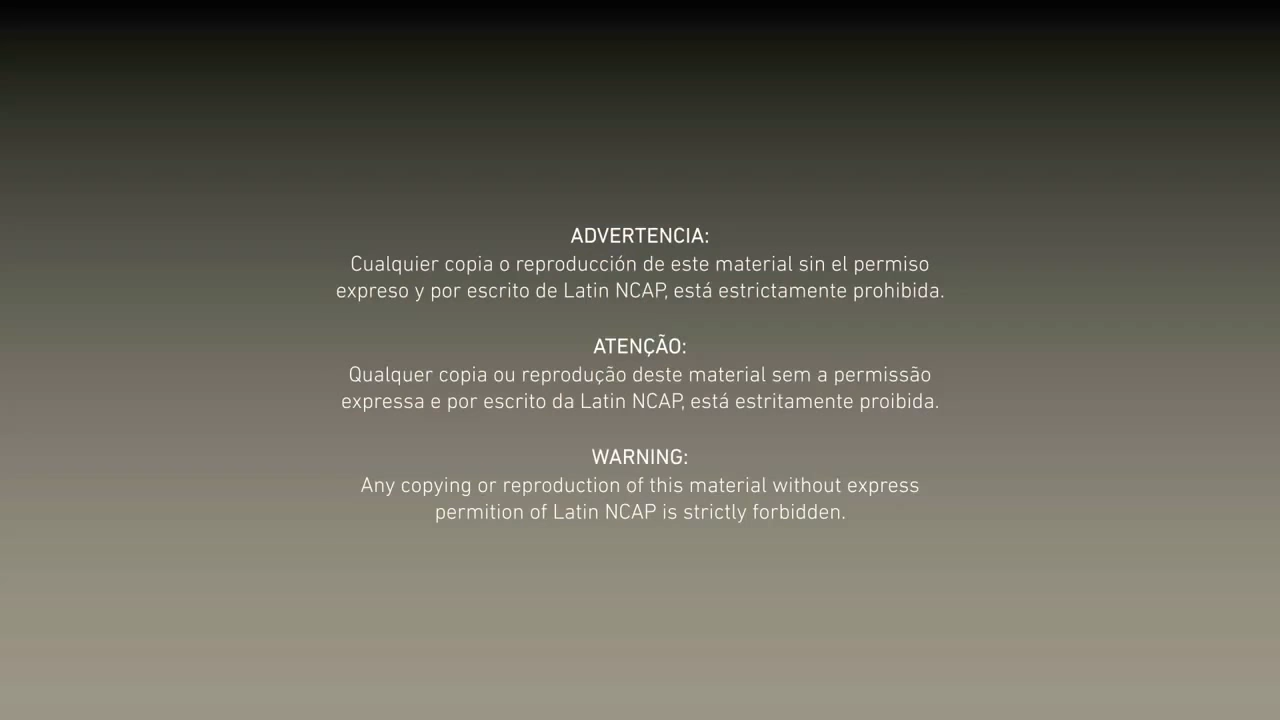 ADVERTENCIA:
Cualquier copia o reproducción de este material sin el permiso
expreso y por escrito de Latin NCAP, está estrictamente prohibida.
ATENÇÃO:
Qualquer copia ou reprodução deste material sem a permissão
expressa e por escrito da Latin NCAP, está estritamente proibida.
WARNING:
Any copying or reproduction of this material without express
permition of Latin NCAP is strictly forbidden.